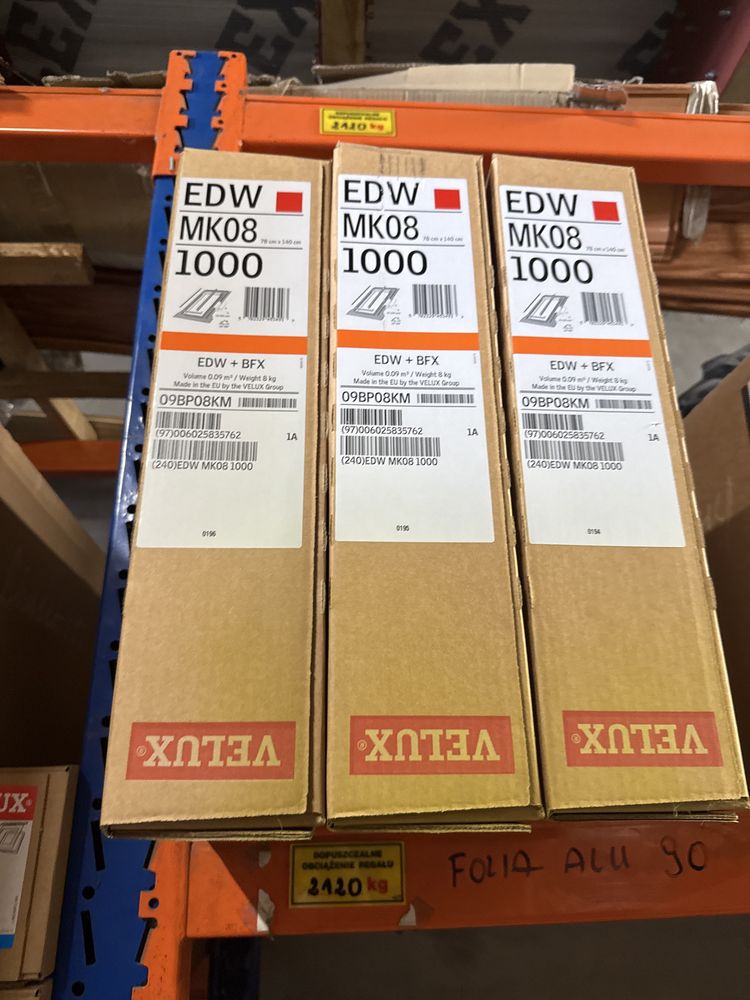 EX
EX
DOPUSZCZALNE
OBCIĄŻENIE REGAŁU
2120 kg
EDW
MK08 78 cm x 140 cm
1000
EDW + BFX
Volume 0.09 m³ / Weight 8 kg
Made in the EU by the VELUX Group
09BP08KM
(97)006025835762 1A
(240)EDW MK08 1000
0196
VELUX®
EDW
MK08 78 cm x 140 cm
1000
EDW + BFX
Volume 0.09 m³ / Weight 8 kg
Made in the EU by the VELUX Group
09BP08KM
(97)006025835762 1A
(240)EDW MK08 1000
0195
VELUX®
EDW
MK08 78 cm x 140 cm
1000
EDW + BFX
Volume 0.09 m³ / Weight 8 kg
Made in the EU by the VELUX Group
09BP08KM
(97)006025835762 1A
(240)EDW MK08 1000
0194
VELUX®
UX®
DOPUSZCZALNE
OBCIĄŻENIE REGAŁU
2120 kg
FOLIA ALU 90